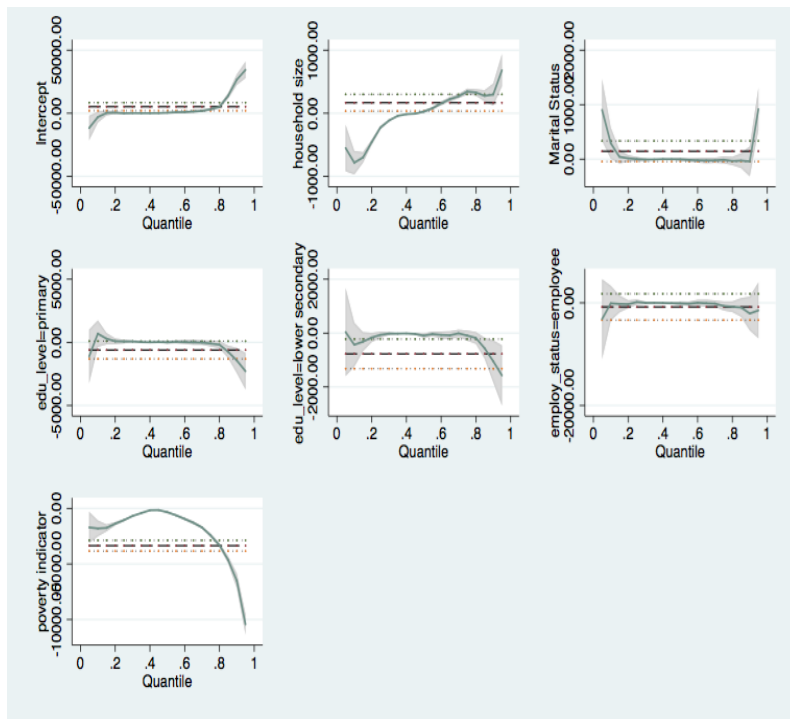 Intercept
-50000.00 0.00 50000.00
0 .2 .4 .6 .8 1
Quantile
household size
-1000.00 0.00 1000.00
0 .2 .4 .6 .8 1
Quantile
Marital Status
0.00 1000.00 2000.00
0 .2 .4 .6 .8 1
Quantile
edu_level=primary
-5000.00 0.00 5000.00
0 .2 .4 .6 .8 1
Quantile
edu_level=lower secondary
-2000.00 0.00 2000.00
0 .2 .4 .6 .8 1
Quantile
employ_status=employee
-20000.00 0.00
0 .2 .4 .6 .8 1
Quantile
poverty indicator
-10000.00 -5000.00 0.00
0 .2 .4 .6 .8 1
Quantile